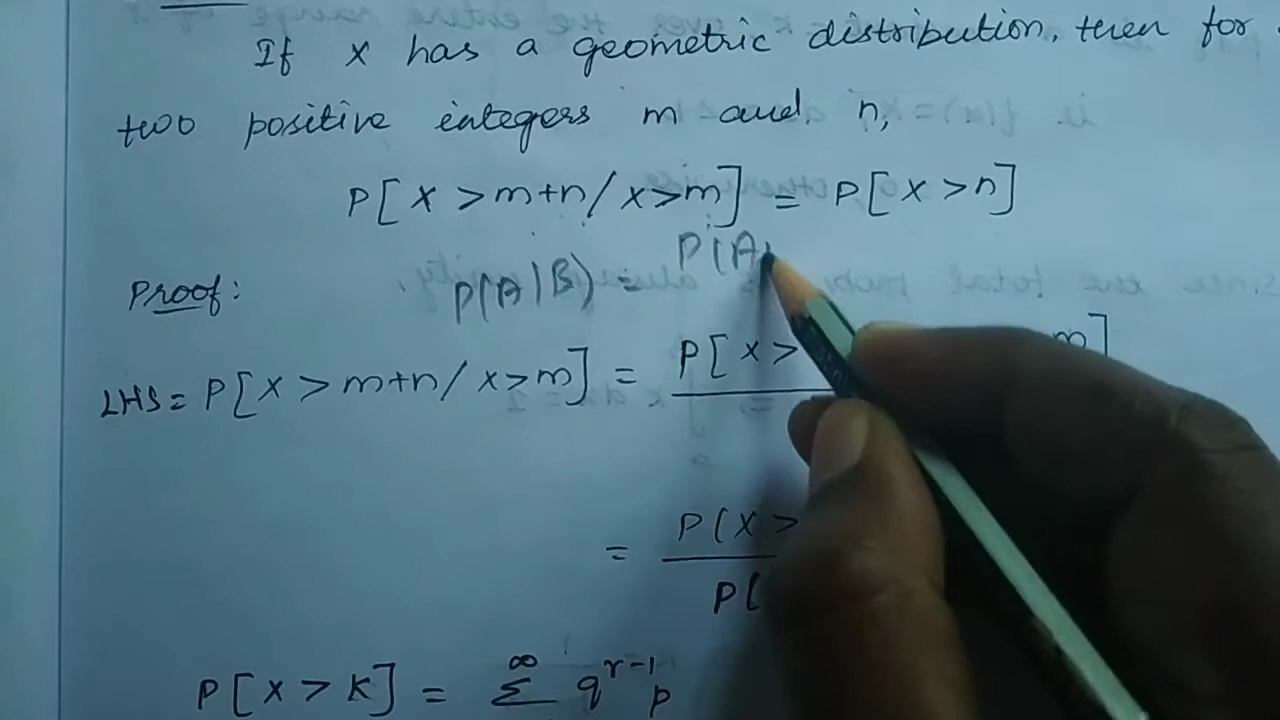 If x has a geometric distribution, then for
two positive integers m and n,
P[X > m+n / X > m] = P[X > n]
P(A|B) = P(A
Proof:
LHS = P[X > m+n / X > m] = P[X > m]
= P(X >
P(
P[X > k] = ∞ Σ q^{r-1} p